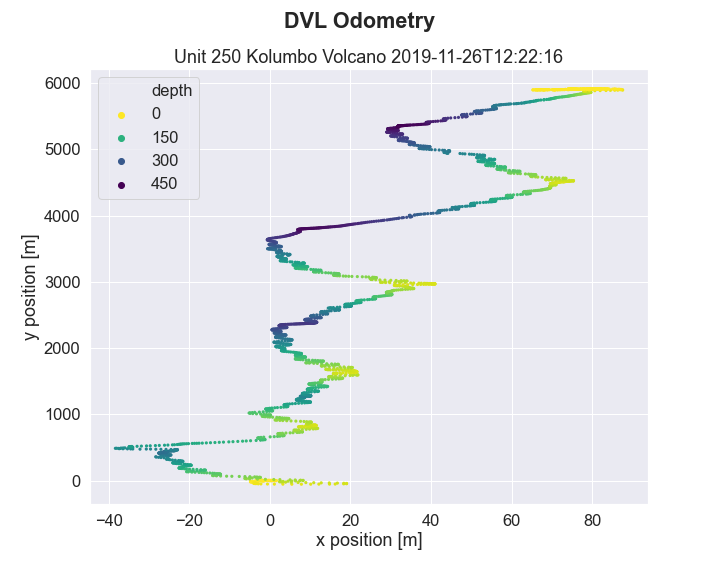 DVL Odometry
Unit 250 Kolumbo Volcano 2019-11-26T12:22:16
depth
0
150
300
450
y position [m]
6000
5000
4000
3000
2000
1000
0
−40 −20 0 20 40 60 80
x position [m]